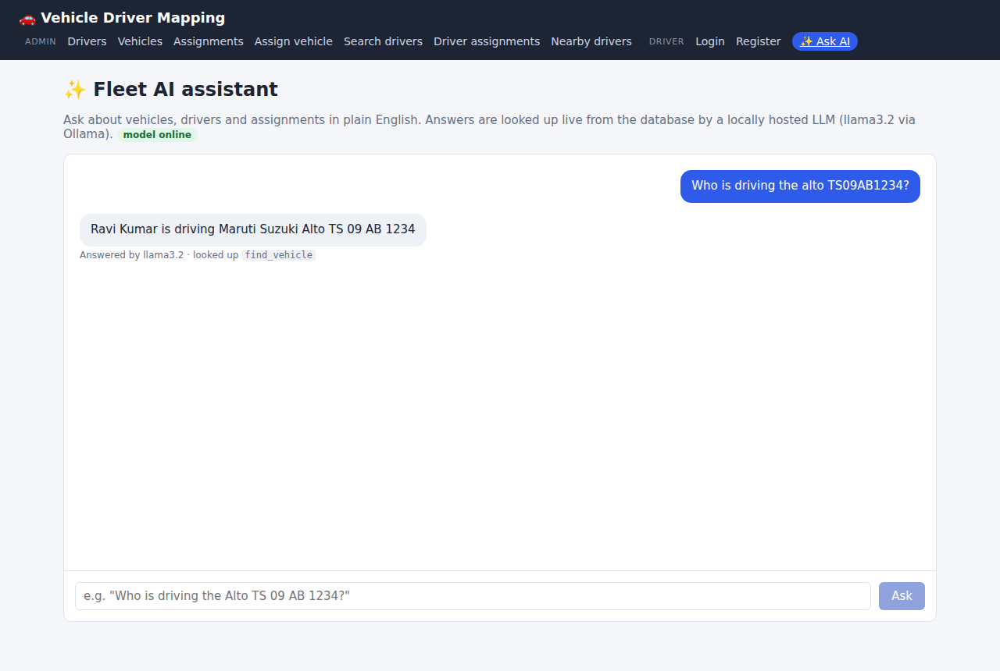 🚗 Vehicle Driver Mapping
ADMIN Drivers Vehicles Assignments Assign vehicle Search drivers Driver assignments Nearby drivers DRIVER Login Register ✨ Ask AI
✨ Fleet AI assistant
Ask about vehicles, drivers and assignments in plain English. Answers are looked up live from the database by a locally hosted LLM (llama3.2 via
Ollama). model online
Who is driving the alto TS09AB1234?
Ravi Kumar is driving Maruti Suzuki Alto TS 09 AB 1234
Answered by llama3.2 · looked up find_vehicle
e.g. "Who is driving the Alto TS 09 AB 1234?" Ask